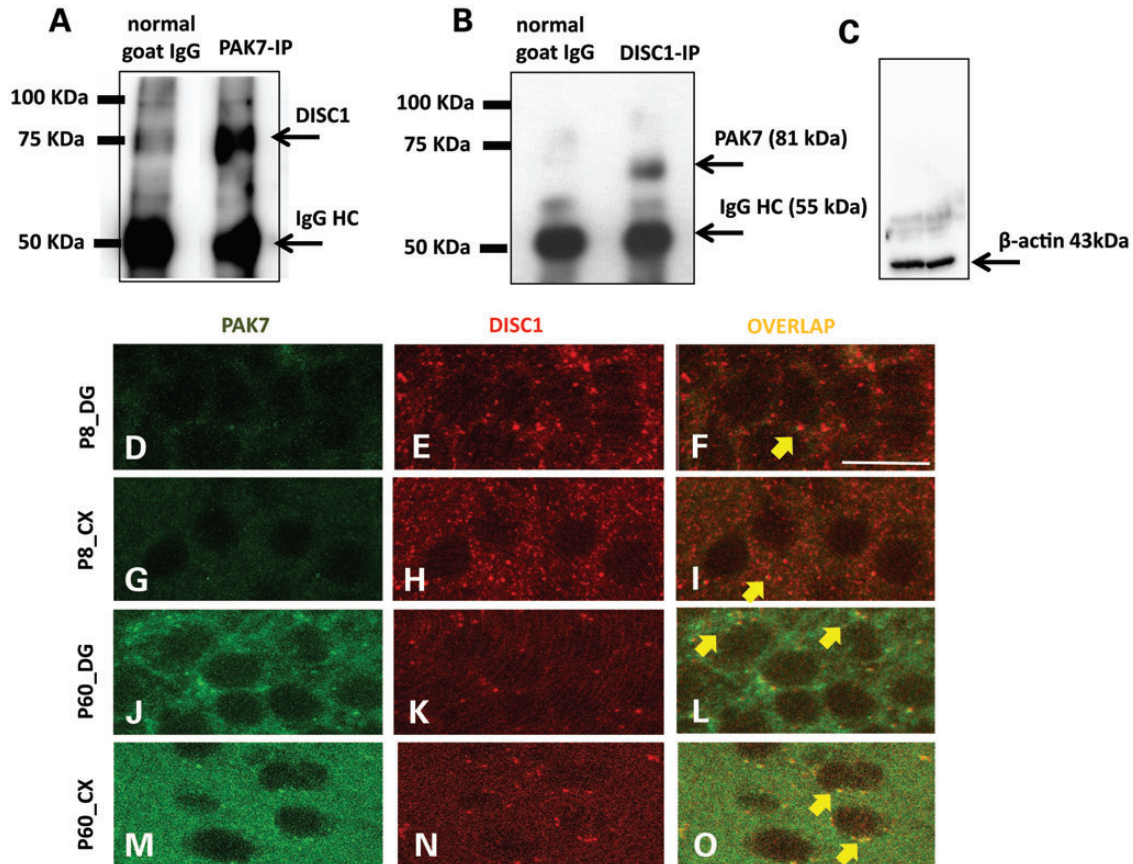 A
normal
goat IgG
PAK7-IP
100 KDa
75 KDa
50 KDa
DISC1
IgG HC
B
normal
goat IgG
DISC1-IP
100 KDa
75 KDa
50 KDa
PAK7 (81 kDa)
IgG HC (55 kDa)
C
β-actin 43kDa
PAK7
DISC1
OVERLAP
P8_DG
D
E
F
P8_CX
G
H
I
P60_DG
J
K
L
P60_CX
M
N
O